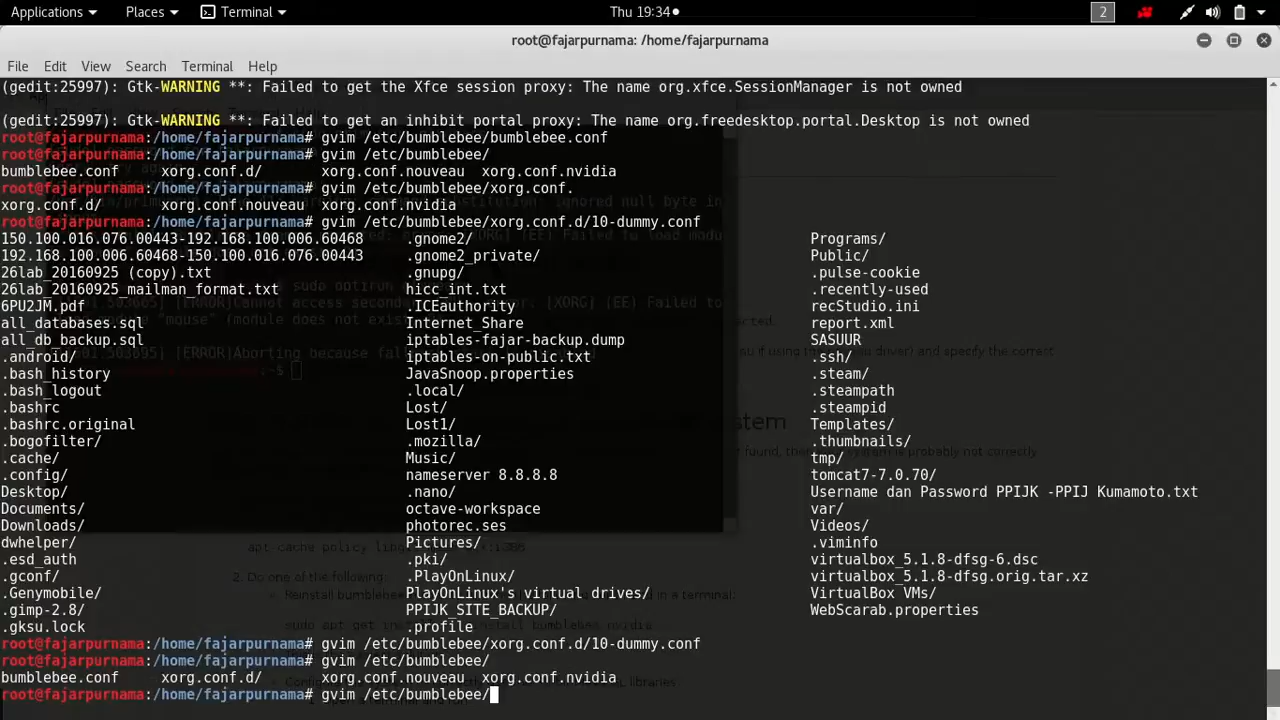 Applications Places Terminal Thu 19:34 2
root@fajarpurnama: /home/fajarpurnama
File Edit View Search Terminal Help
(gedit:25997): Gtk-WARNING **: Failed to get the Xfce session proxy: The name org.xfce.SessionManager is not owned
(gedit:25997): Gtk-WARNING **: Failed to get an inhibit portal proxy: The name org.freedesktop.portal.Desktop is not owned
root@fajarpurnama:/home/fajarpurnama# gvim /etc/bumblebee/bumblebee.conf
root@fajarpurnama:/home/fajarpurnama# gvim /etc/bumblebee/
bumblebee.conf xorg.conf.d/ xorg.conf.nouveau xorg.conf.nvidia
root@fajarpurnama:/home/fajarpurnama# gvim /etc/bumblebee/xorg.conf.
xorg.conf.d/ xorg.conf.nouveau xorg.conf.nvidia
root@fajarpurnama:/home/fajarpurnama# gvim /etc/bumblebee/xorg.conf.d/10-dummy.conf
150.100.016.076.00443-192.168.100.006.60468 .gnome2/ Programs/
192.168.100.006.60468-150.100.016.076.00443 .gnome2_private/ Public/
26lab_20160925 (copy).txt .gnupg/ .pulse-cookie
26lab_20160925_mailman_format.txt hicc_int.txt .recently-used
6PU2JM.pdf .ICEauthority recStudio.ini
all_databases.sql Internet_Share report.xml
all_db_backup.sql iptables-fajar-backup.dump SASUUR
.android/ iptables-on-public.txt .ssh/
.bash_history JavaSnoop.properties .steam/
.bash_logout .local/ .steampath
.bashrc Lost/ .steampid
.bashrc.original Lost1/ Templates/
.bogofilter/ .mozilla/ .thumbnails/
.cache/ Music/ tmp/
.config/ nameserver 8.8.8.8 tomcat7-7.0.70/
Desktop/ .nano/ Username dan Password PPIJK -PPIJ Kumamoto.txt
Documents/ octave-workspace var/
Downloads/ photorec.ses Videos/
dwhelper/ Pictures/ .viminfo
.esd_auth .pki/ virtualbox_5.1.8-dfsg-6.dsc
.gconf/ .PlayOnLinux/ virtualbox_5.1.8-dfsg.orig.tar.xz
.Genymobile/ PlayOnLinux's virtual drives/ VirtualBox VMs/
.gimp-2.8/ PPIJK_SITE_BACKUP/ WebScarab.properties
.gksu.lock .profile
root@fajarpurnama:/home/fajarpurnama# gvim /etc/bumblebee/xorg.conf.d/10-dummy.conf
root@fajarpurnama:/home/fajarpurnama# gvim /etc/bumblebee/
bumblebee.conf xorg.conf.d/ xorg.conf.nouveau xorg.conf.nvidia
root@fajarpurnama:/home/fajarpurnama# gvim /etc/bumblebee/